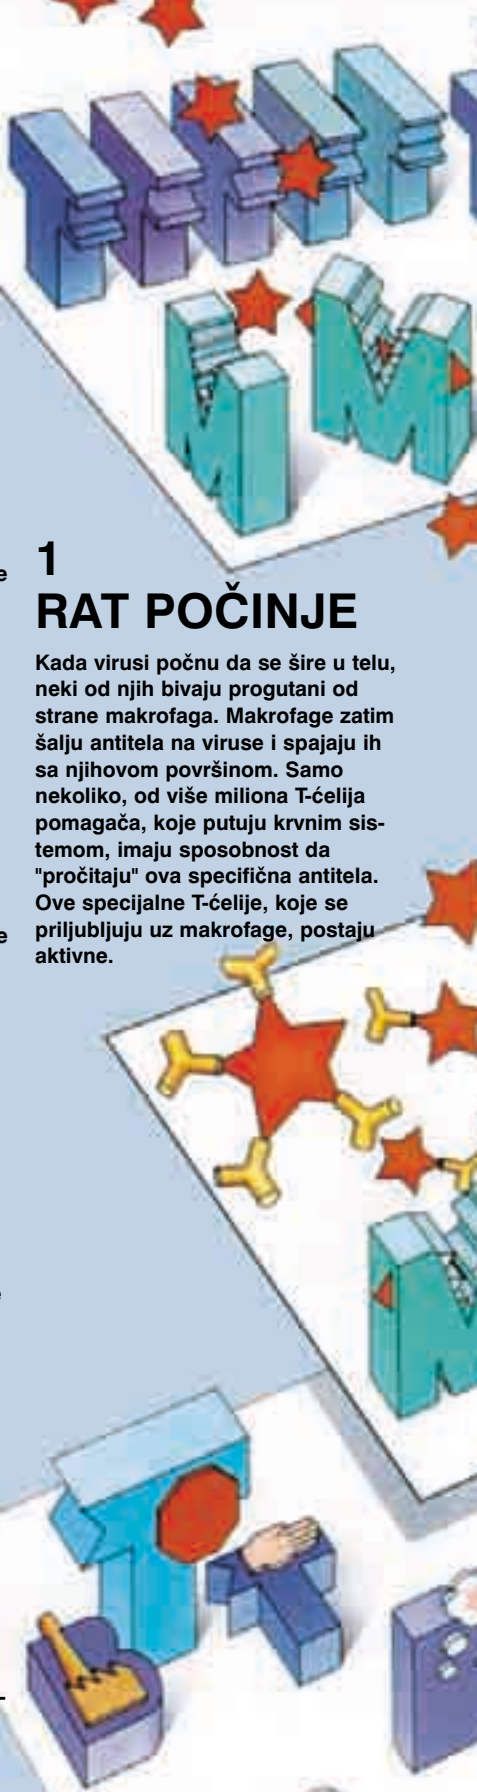 e
1
RAT POČINJE
Kada virusi počnu da se šire u telu,
neki od njih bivaju progutani od
strane makrofaga. Makrofage zatim
šalju antitela na viruse i spajaju ih
sa njihovom površinom. Samo
nekoliko, od više miliona T-ćelija
pomagača, koje putuju krvnim sis-
temom, imaju sposobnost da
"pročitaju" ova specifična antitela.
Ove specijalne T-ćelije, koje se
e
priljubljuju uz makrofage, postaju
aktivne.